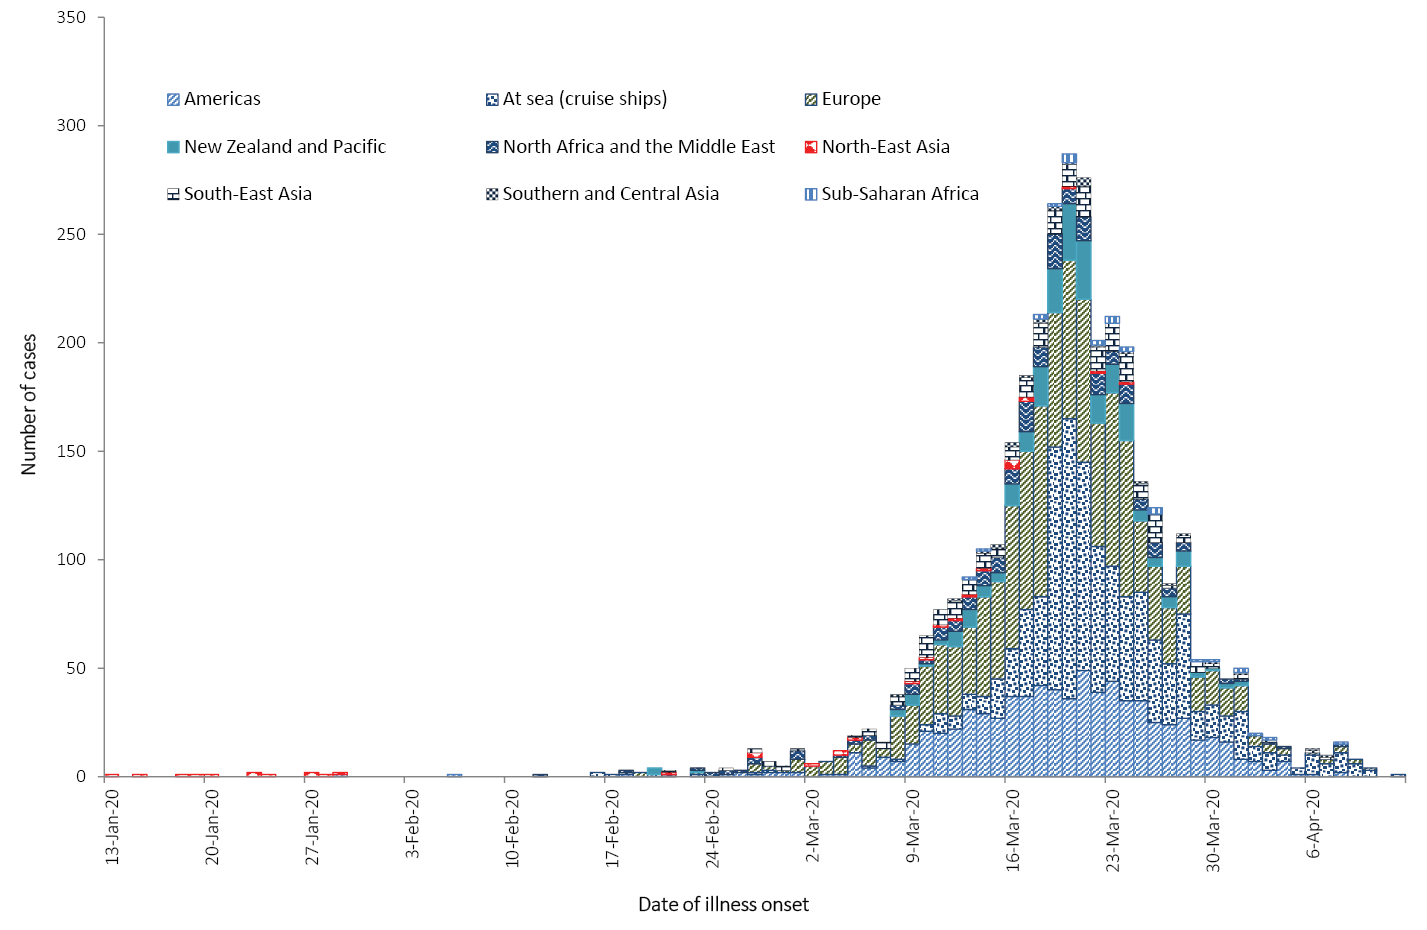 350
300
250
200
150
100
50
0
Number of cases
Americas
At sea (cruise ships)
Europe
New Zealand and Pacific
North Africa and the Middle East
North-East Asia
South-East Asia
Southern and Central Asia
Sub-Saharan Africa
13-Jan-20
20-Jan-20
27-Jan-20
3-Feb-20
10-Feb-20
17-Feb-20
24-Feb-20
2-Mar-20
9-Mar-20
16-Mar-20
23-Mar-20
30-Mar-20
6-Apr-20
Date of illness onset